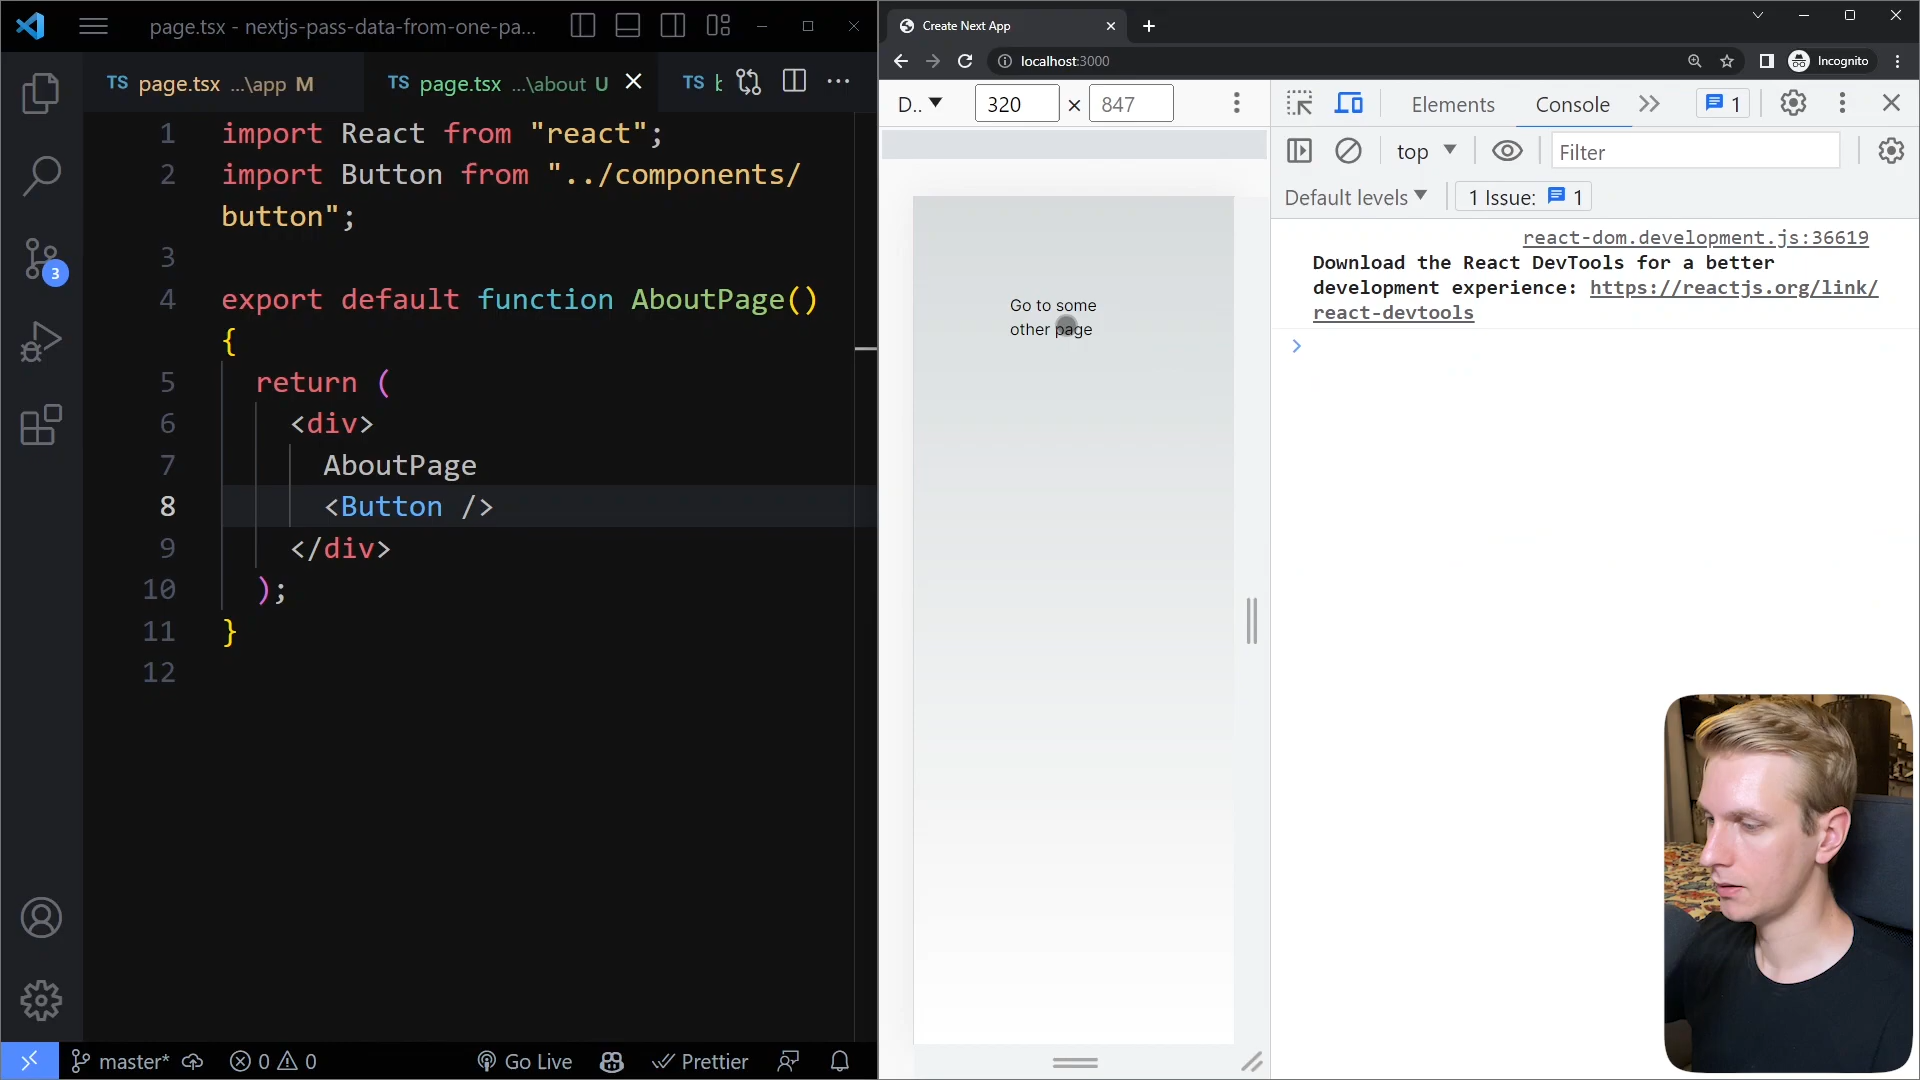 page.tsx - nextjs-pass-data-from-one-pa...
TS page.tsx ...\app M
TS page.tsx ...\about U
TS
1 import React from "react";
2 import Button from "../components/
button";
3
4 export default function AboutPage()
{
5 return (
6 <div>
7 AboutPage
8 <Button />
9 </div>
10 );
11 }
12
3
master*
0 0
Go Live
Prettier
Create Next App
localhost:3000
Incognito
D.. 320 × 847
Go to some
other page
Elements Console 1
top Filter
Default levels 1 Issue: 1
react-dom.development.js:36619
Download the React DevTools for a better
development experience: https://reactjs.org/link/
react-devtools